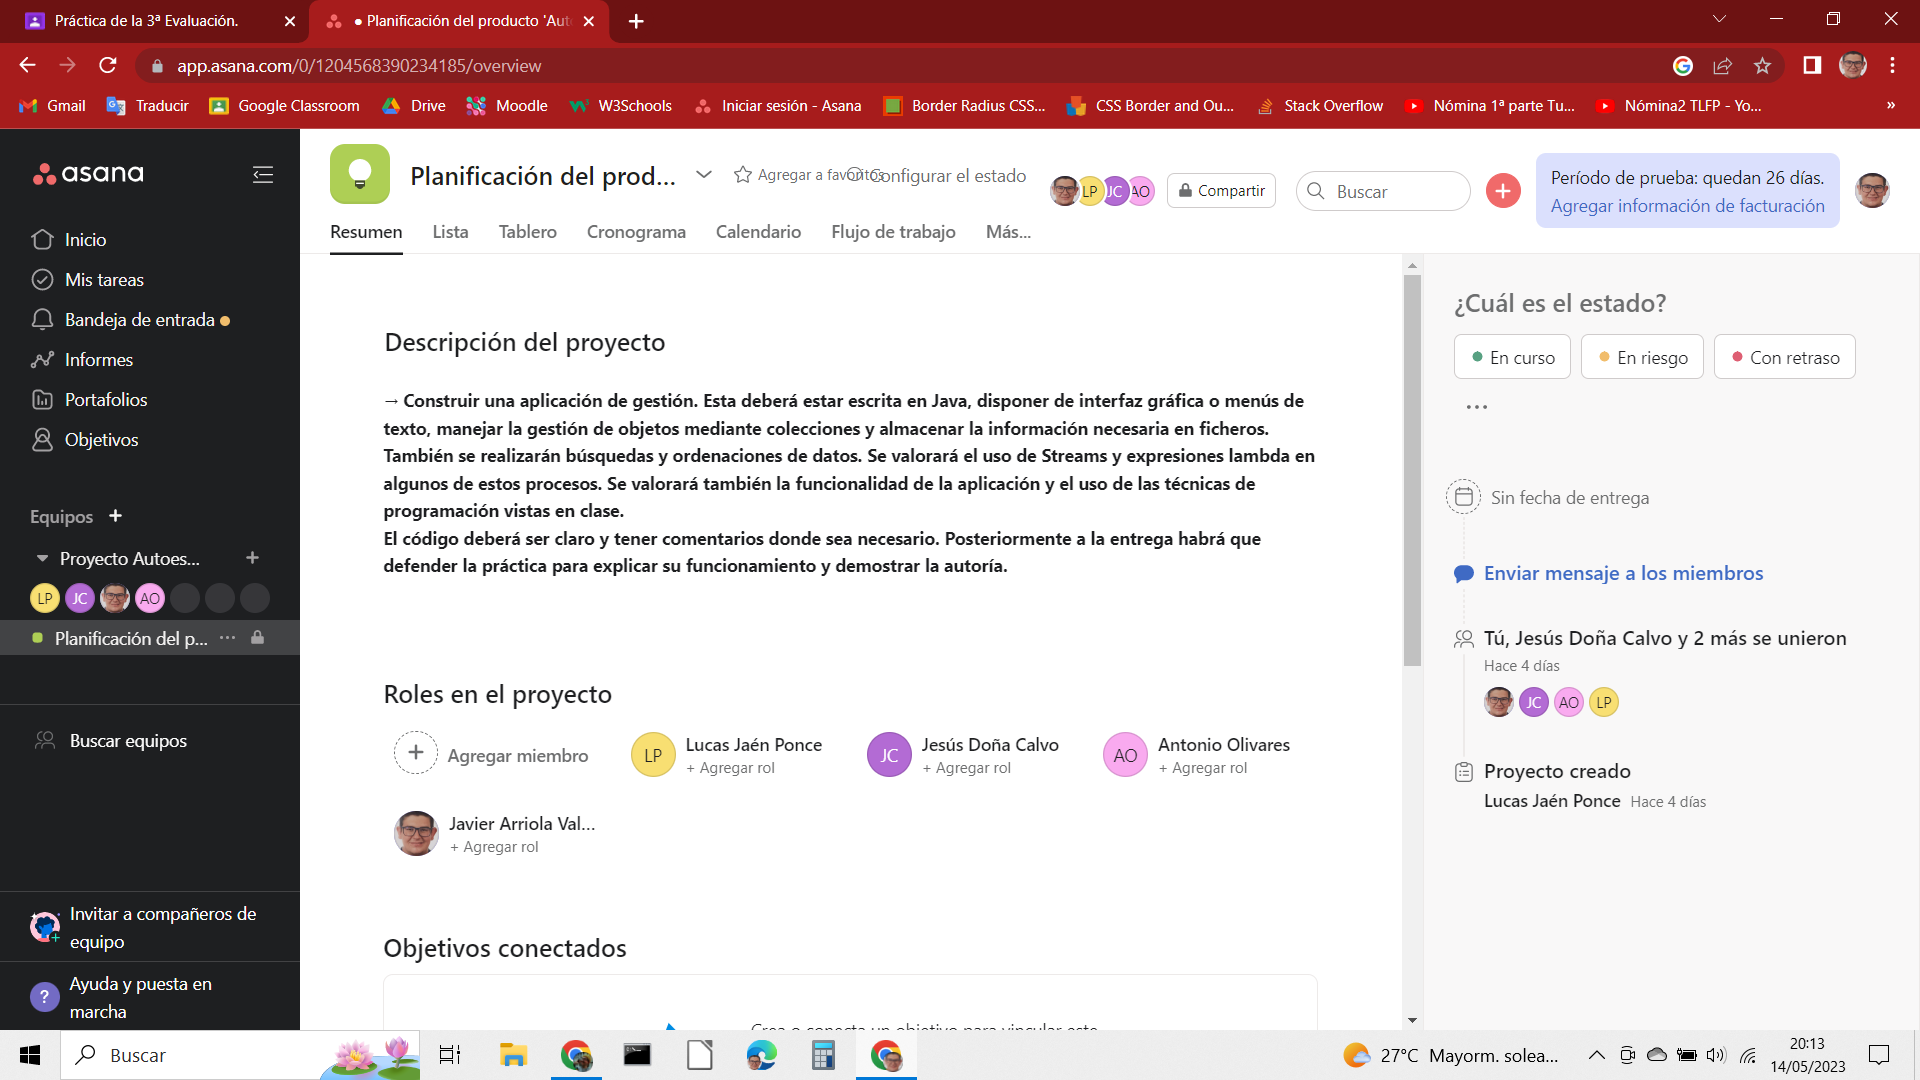 Práctica de la 3ª Evaluación.
● Planificación del producto 'Aut
app.asana.com/0/1204568390234185/overview
Gmail
Traducir
Google Classroom
Drive
Moodle
W3Schools
Iniciar sesión - Asana
Border Radius CSS...
CSS Border and Ou...
Stack Overflow
Nómina 1ª parte Tu...
Nómina2 TLFP - Yo...
»
asana
Inicio
Mis tareas
Bandeja de entrada
Informes
Portafolios
Objetivos
Equipos +
Proyecto Autoes... +
LP JC AO
Planificación del p... ...
Buscar equipos
Invitar a compañeros de
equipo
? Ayuda y puesta en
marcha
Planificación del prod...
Agregar a favoritos
Configurar el estado
LP JC AO
Compartir
Buscar
Período de prueba: quedan 26 días.
Agregar información de facturación
Resumen Lista Tablero Cronograma Calendario Flujo de trabajo Más...
Descripción del proyecto
→ Construir una aplicación de gestión. Esta deberá estar escrita en Java, disponer de interfaz gráfica o menús de
texto, manejar la gestión de objetos mediante colecciones y almacenar la información necesaria en ficheros.
También se realizarán búsquedas y ordenaciones de datos. Se valorará el uso de Streams y expresiones lambda en
algunos de estos procesos. Se valorará también la funcionalidad de la aplicación y el uso de las técnicas de
programación vistas en clase.
El código deberá ser claro y tener comentarios donde sea necesario. Posteriormente a la entrega habrá que
defender la práctica para explicar su funcionamiento y demostrar la autoría.
Roles en el proyecto
Agregar miembro
LP Lucas Jaén Ponce
+ Agregar rol
JC Jesús Doña Calvo
+ Agregar rol
AO Antonio Olivares
+ Agregar rol
Javier Arriola Val...
+ Agregar rol
Objetivos conectados
Crea o conecta un objetivo para vincular este
¿Cuál es el estado?
En curso
En riesgo
Con retraso
...
Sin fecha de entrega
Enviar mensaje a los miembros
Tú, Jesús Doña Calvo y 2 más se unieron
Hace 4 días
JC AO LP
Proyecto creado
Lucas Jaén Ponce Hace 4 días
Buscar
27°C Mayorm. solea...
20:13
14/05/2023